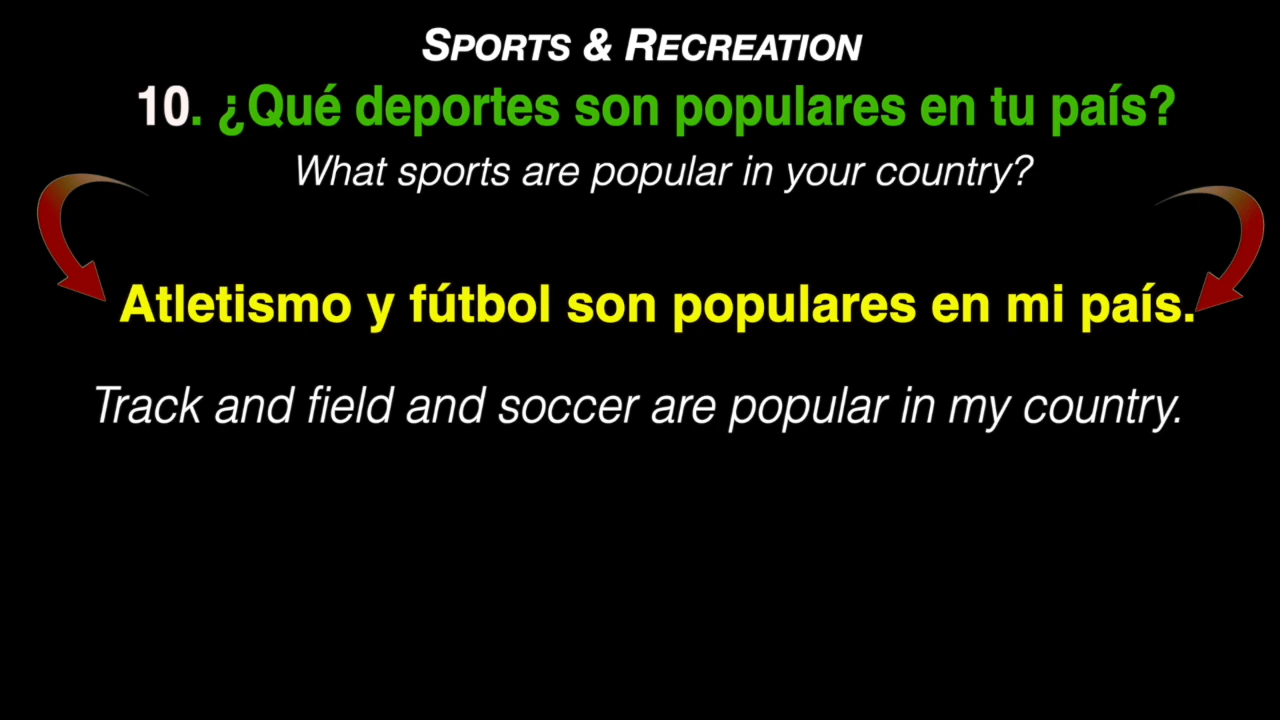 SPORTS & RECREATION
10. ¿Qué deportes son populares en tu país?
What sports are popular in your country?
Atletismo y fútbol son populares en mi país.
Track and field and soccer are popular in my country.